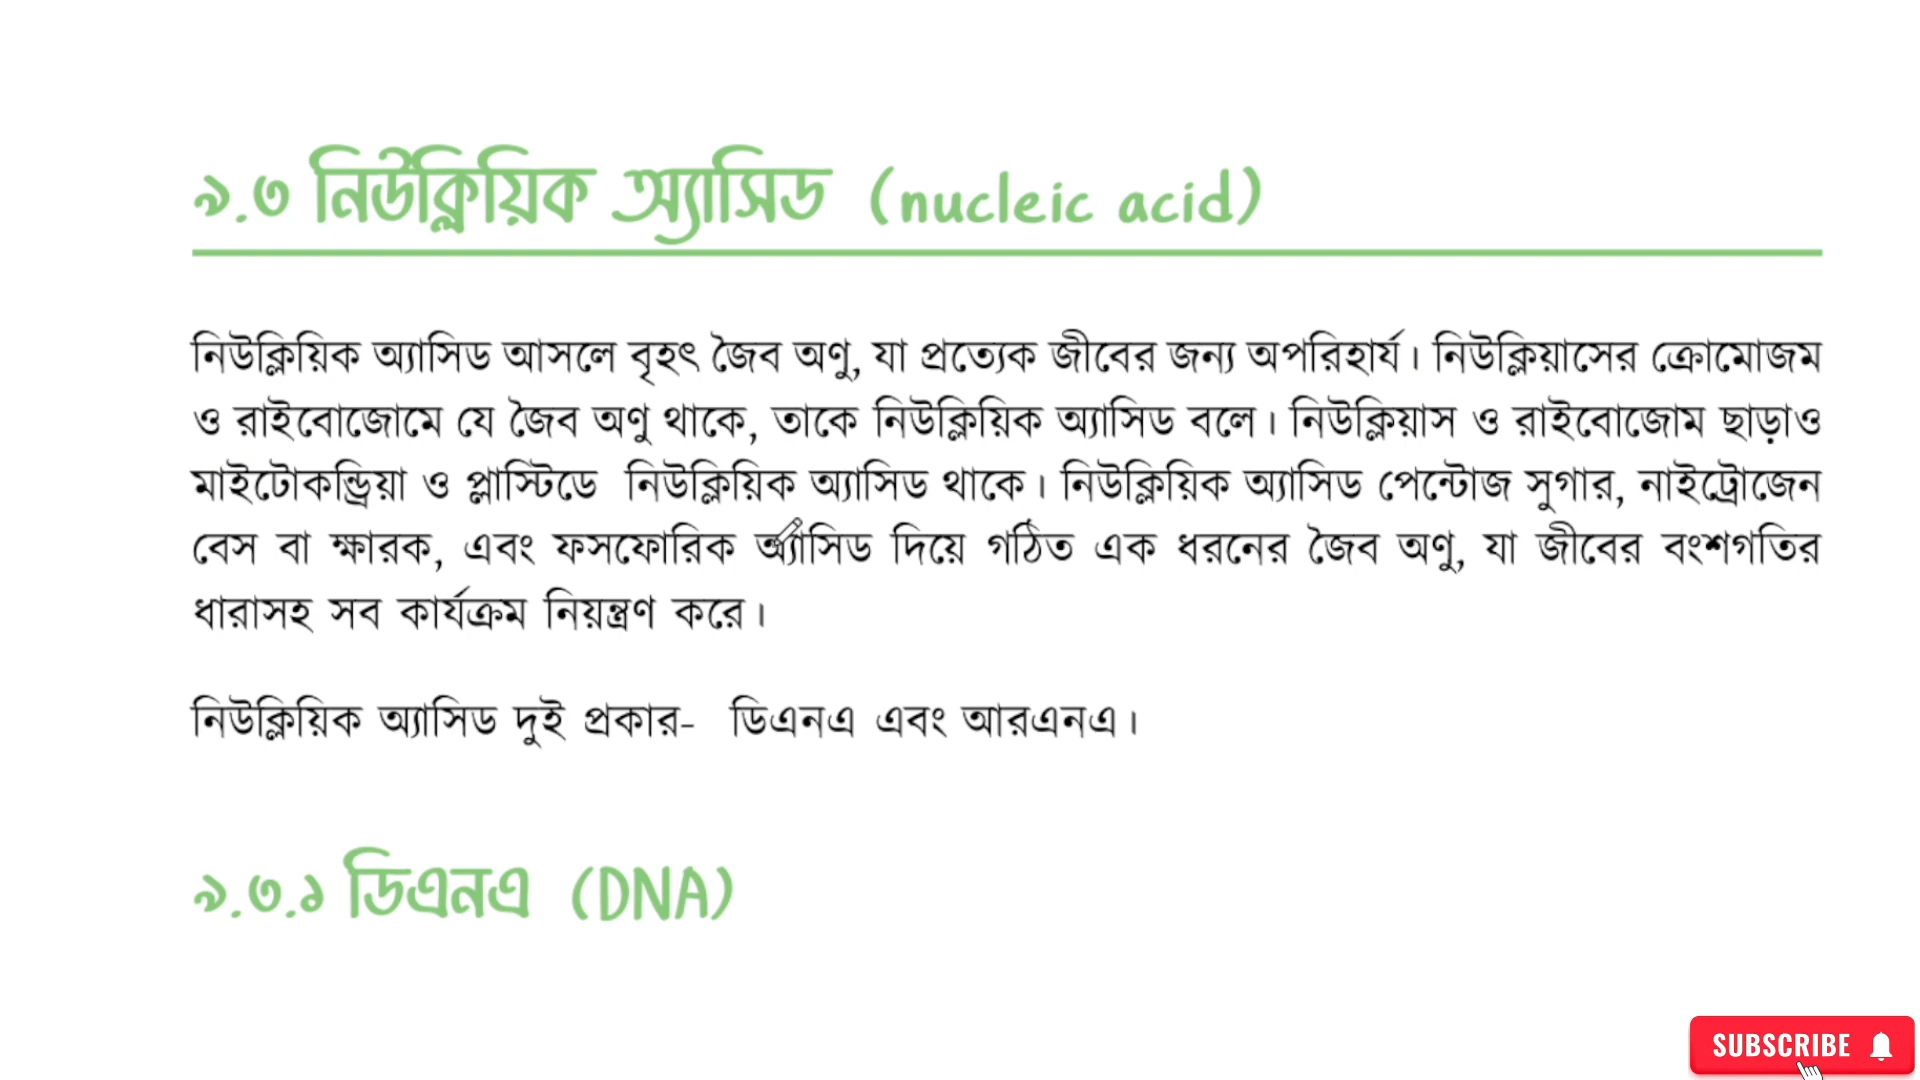 ৯.৩ নিউক্লিয়িক অ্যাসিড (nucleic acid)
নিউক্লিয়িক অ্যাসিড আসলে বৃহৎ জৈব অণু, যা প্রত্যেক জীবের জন্য অপরিহার্য। নিউক্লিয়াসের ক্রোমোজম
ও রাইবোজোমে যে জৈব অণু থাকে, তাকে নিউক্লিয়িক অ্যাসিড বলে। নিউক্লিয়াস ও রাইবোজোম ছাড়াও
মাইটোকন্ড্রিয়া ও প্লাস্টিডে নিউক্লিয়িক অ্যাসিড থাকে। নিউক্লিয়িক অ্যাসিড পেন্টোজ সুগার, নাইট্রোজেন
বেস বা ক্ষারক, এবং ফসফোরিক অ্যাসিড দিয়ে গঠিত এক ধরনের জৈব অণু, যা জীবের বংশগতির
ধারাসহ সব কার্যক্রম নিয়ন্ত্রণ করে।
নিউক্লিয়িক অ্যাসিড দুই প্রকার- ডিএনএ এবং আরএনএ।
৯.৩.১ ডিএনএ (DNA)
SUBSCRIBE